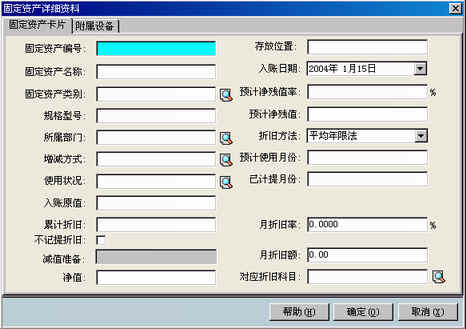 固定资产详细资料
固定资产卡片 附属设备
固定资产编号:
固定资产名称:
固定资产类别:
规格型号:
所属部门:
增减方式:
使用状况:
入账原值:
累计折旧:
不记提折旧:
减值准备:
净值:
存放位置:
入账日期: 2004年 1月15日
预计净残值率: %
预计净残值:
折旧方法: 平均年限法
预计使用月份:
已计提月份:
月折旧率: 0.0000 %
月折旧额: 0.00
对应折旧科目:
帮助(H) 确定(O) 取消(X)